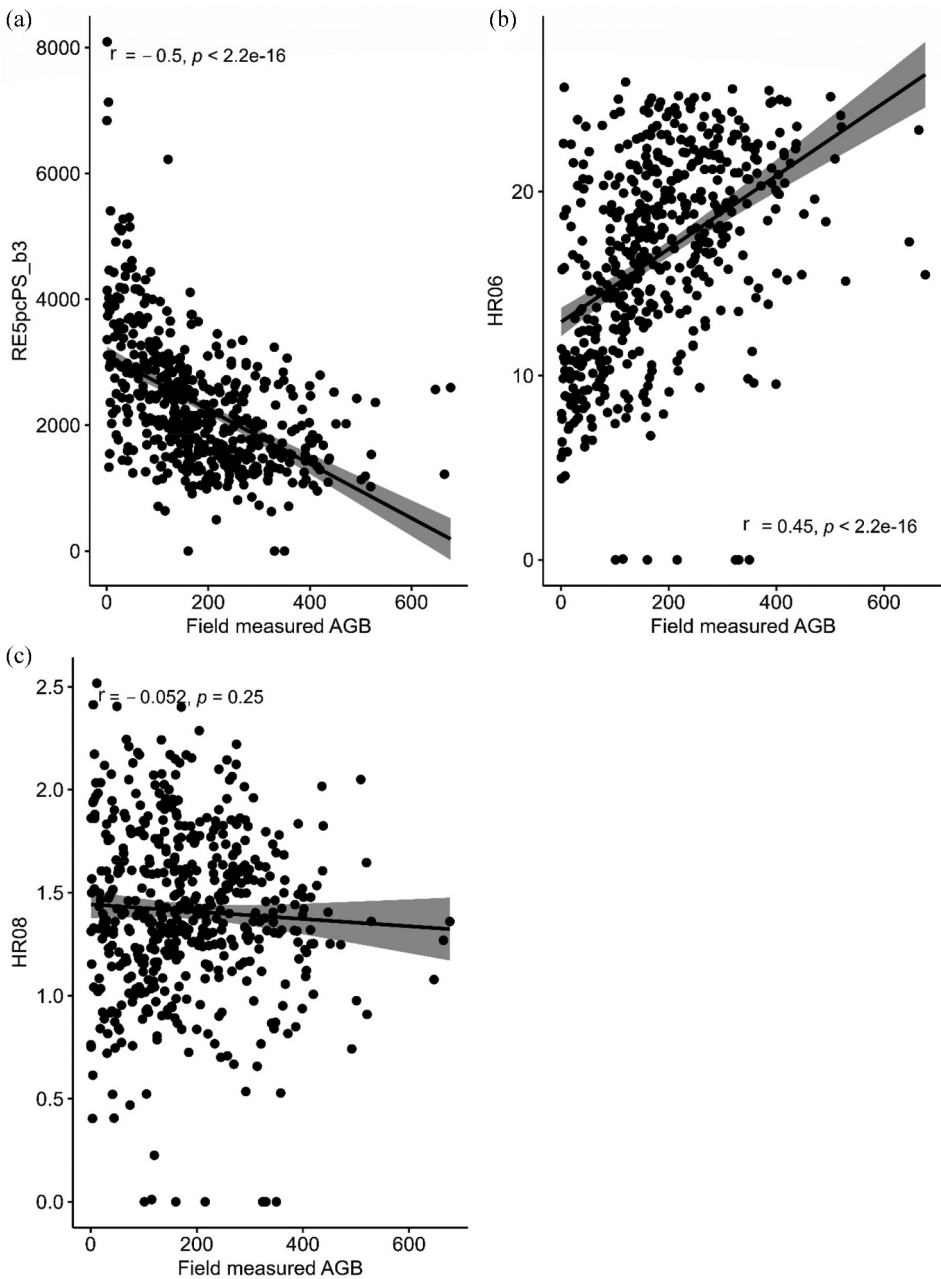 (a)
r = − 0.5, p < 2.2e-16
8000
6000
4000
2000
0
RE5pcPS_b3
0 200 400 600
Field measured AGB
(b)
20
10
0
HR06
r = 0.45, p < 2.2e-16
0 200 400 600
Field measured AGB
(c)
r = − 0.052, p = 0.25
2.5
2.0
1.5
1.0
0.5
0.0
HR08
0 200 400 600
Field measured AGB